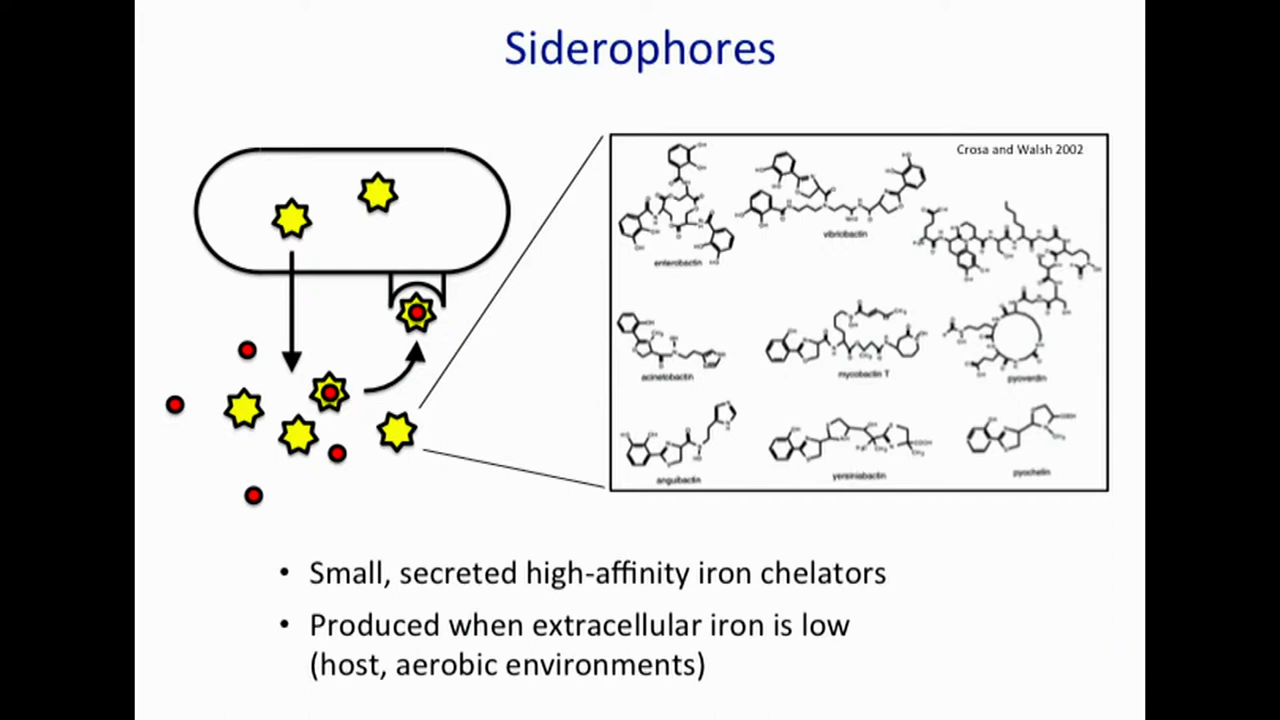 Siderophores
Crosa and Walsh 2002
enterobactin
vibriobactin
acinetobactin
mycobactin T
pyoverdin
anguibactin
yersiniabactin
pyochelin
• Small, secreted high-affinity iron chelators
• Produced when extracellular iron is low
(host, aerobic environments)